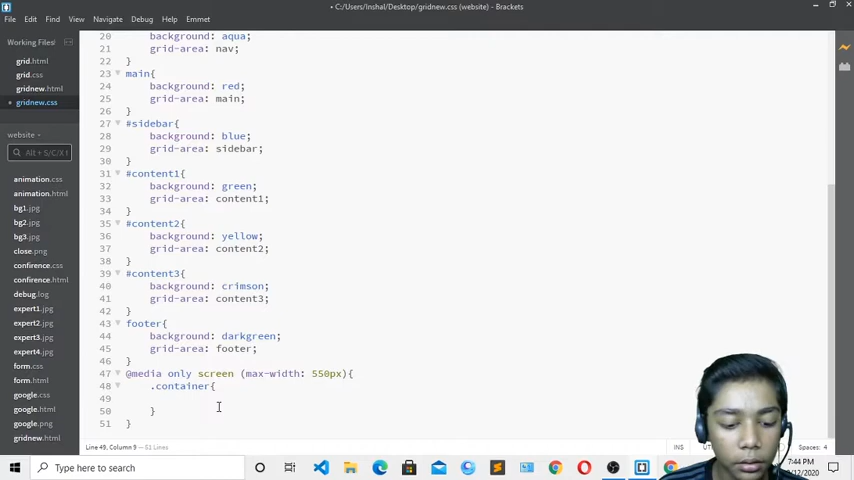 C:/Users/Inshal/Desktop/gridnew.css (website) - Brackets
File Edit Find View Navigate Debug Help Emmet
Working Files
grid.html
grid.css
gridnew.html
gridnew.css
website
Alt + S/X
animation.css
animation.html
bg1.jpg
bg2.jpg
bg3.jpg
close.png
confirence.css
confirence.html
debug.log
expert1.jpg
expert2.jpg
expert3.jpg
expert4.jpg
form.css
form.html
google.css
google.html
google.png
gridnew.html
20 background: aqua;
21 grid-area: nav;
22 }
23 main{
24 background: red;
25 grid-area: main;
26 }
27 #sidebar{
28 background: blue;
29 grid-area: sidebar;
30 }
31 #content1{
32 background: green;
33 grid-area: content1;
34 }
35 #content2{
36 background: yellow;
37 grid-area: content2;
38 }
39 #content3{
40 background: crimson;
41 grid-area: content3;
42 }
43 footer{
44 background: darkgreen;
45 grid-area: footer;
46 }
47 @media only screen (max-width: 550px){
48 .container{
49
50 }
51 }
Line 49, Column 9 — 51 Lines
INS
Spaces: 4
Type here to search
7:44 PM
/12/2020